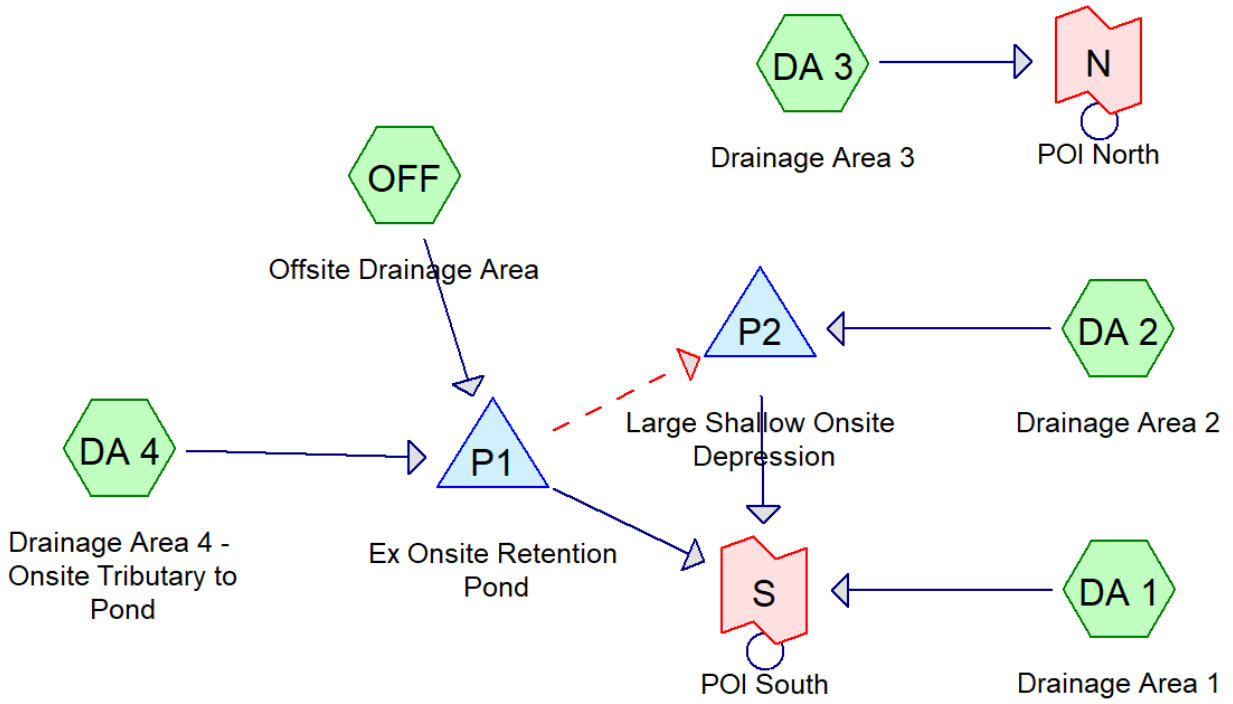 DA 3
N
Drainage Area 3
POI North
OFF
Offsite Drainage Area
P2
DA 2
Large Shallow Onsite
Depression
Drainage Area 2
DA 4
P1
Drainage Area 4 -
Onsite Tributary to
Pond
Ex Onsite Retention
Pond
S
DA 1
POI South
Drainage Area 1